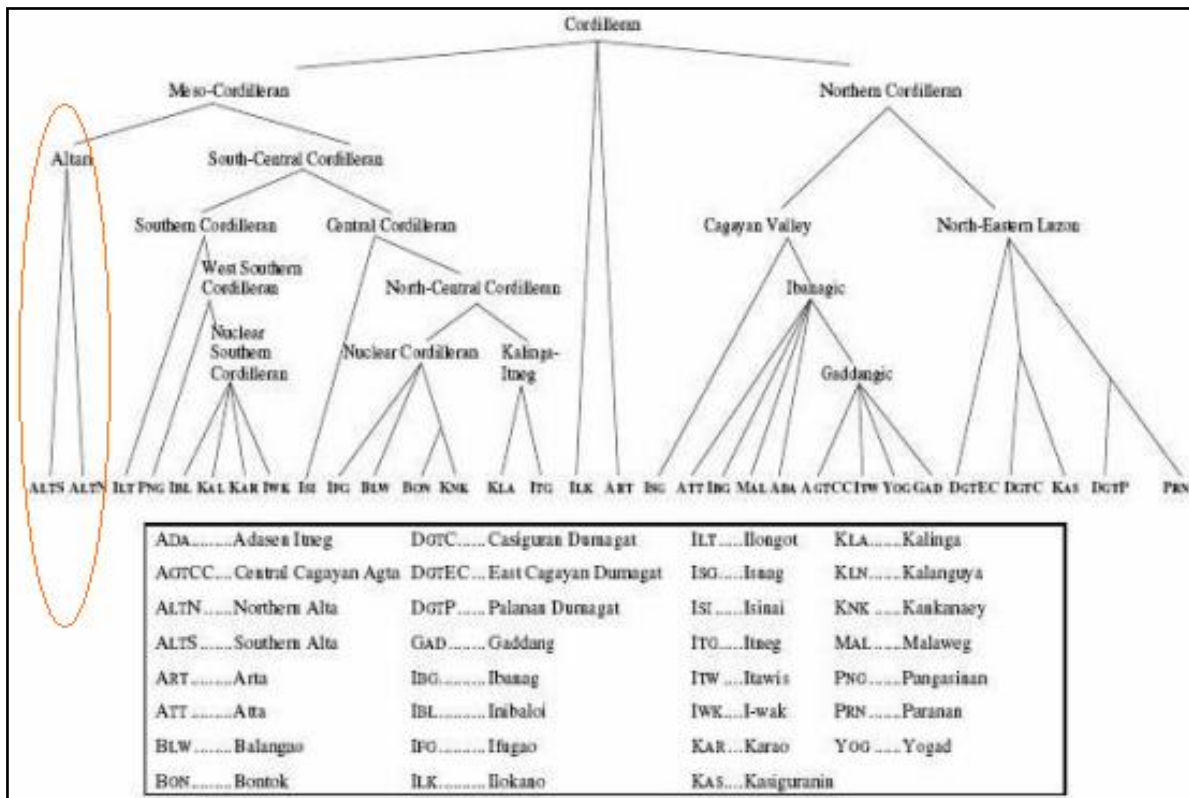 Cordilleran
Meso-Cordilleran Northern Cordilleran
Altan South-Central Cordilleran
Southern Cordilleran Central Cordilleran Cagayan Valley North-Eastern Luzon
West Southern
Cordilleran North-Central Cordilleran Ibanagic
Nuclear
Southern
Cordilleran Nuclear Cordilleran Kalinga-
Itneg Gaddangic
ALTS ALTN ILT PNG IBL KAL KAR IWK ISI IFG BLW BON KNK KLA ITG ILK ART ISG ATT IBG MAL ADA AGTCC ITW YOG GAD DGTEC DGTC KAS DGTP PRN
ADA.........Adasen Itneg DGTC......Casiguran Dumagat ILT.....Ilongot KLA......Kalinga
AGTCC....Central Cagayan Agta DGTEC...East Cagayan Dumagat ISG.....Isnag KLN......Kalanguya
ALTN......Northern Alta DGTP......Palanan Dumagat ISI......Isinai KNK......Kankanaey
ALTS.......Southern Alta GAD........Gaddang ITG.....Itneg MAL......Malaweg
ART.........Arta IBG..........Ibanag ITW....Itawis PNG.......Pangasinan
ATT.........Atta IBL..........Inibaloi IWK....I-wak PRN.......Paranan
BLW........Balangao IFG..........Ifugao KAR....Karao YOG......Yogad
BON.........Bontok ILK..........Ilokano KAS.....Kasiguranin